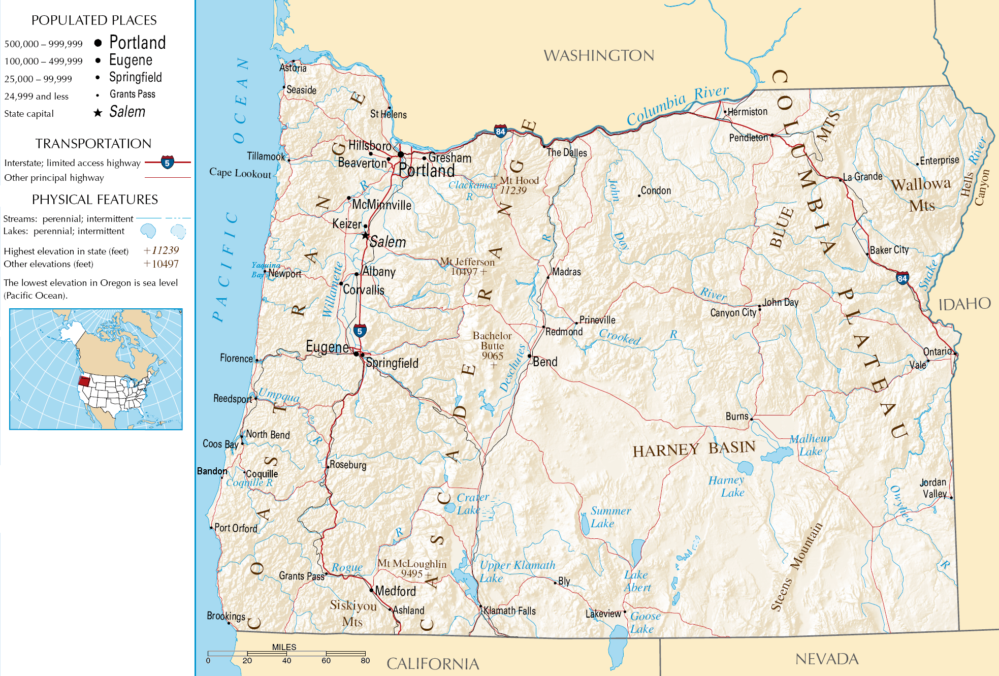 POPULATED PLACES
500,000 – 999,999 Portland
100,000 – 499,999 Eugene
25,000 – 99,999 Springfield
24,999 and less Grants Pass
State capital Salem
TRANSPORTATION
Interstate; limited access highway 5
Other principal highway
PHYSICAL FEATURES
Streams: perennial; intermittent
Lakes: perennial; intermittent
Highest elevation in state (feet) +11239
Other elevations (feet) +10497
The lowest elevation in Oregon is sea level
(Pacific Ocean).
PACIFIC OCEAN
WASHINGTON
IDAHO
CALIFORNIA
NEVADA
COAST RANGE
CASCADE RANGE
COLUMBIA PLATEAU
BLUE MTS
Wallowa
Mts
Hells
Canyon
HARNEY BASIN
Steens Mountain
Siskiyou
Mts
Columbia River
Snake River
Astoria
Seaside
St Helens
Hillsboro
Tillamook
Beaverton
Portland
Gresham
Cape Lookout
84
The Dalles
Hermiston
Pendleton
Enterprise
La Grande
Condon
Clackamas
R
Mt Hood
11239
+
McMinnville
Keizer
Salem
John Day River
Baker City
84
Yaquina
Bay
Newport
Albany
Corvallis
Willamette R
Mt Jefferson
10497 +
Madras
John Day
Canyon City
Prineville
Redmond
Crooked R
5
Eugene
Springfield
Florence
Bachelor
Butte
9065
+
Deschutes R
Bend
Ontario
Vale
Reedsport
Umpqua R
Burns
North Bend
Coos Bay
Malheur
Lake
Bandon
Coquille
Coquille R
Roseburg
Harney
Lake
Jordan
Valley
Owyhee R
Crater
Lake
Summer
Lake
Port Orford
Rogue R
Mt McLoughlin
9495 +
Grants Pass
Medford
Ashland
Upper Klamath
Lake
Bly
Lake
Abert
Klamath Falls
Lakeview
Goose
Lake
Brookings
MILES
0 20 40 60 80